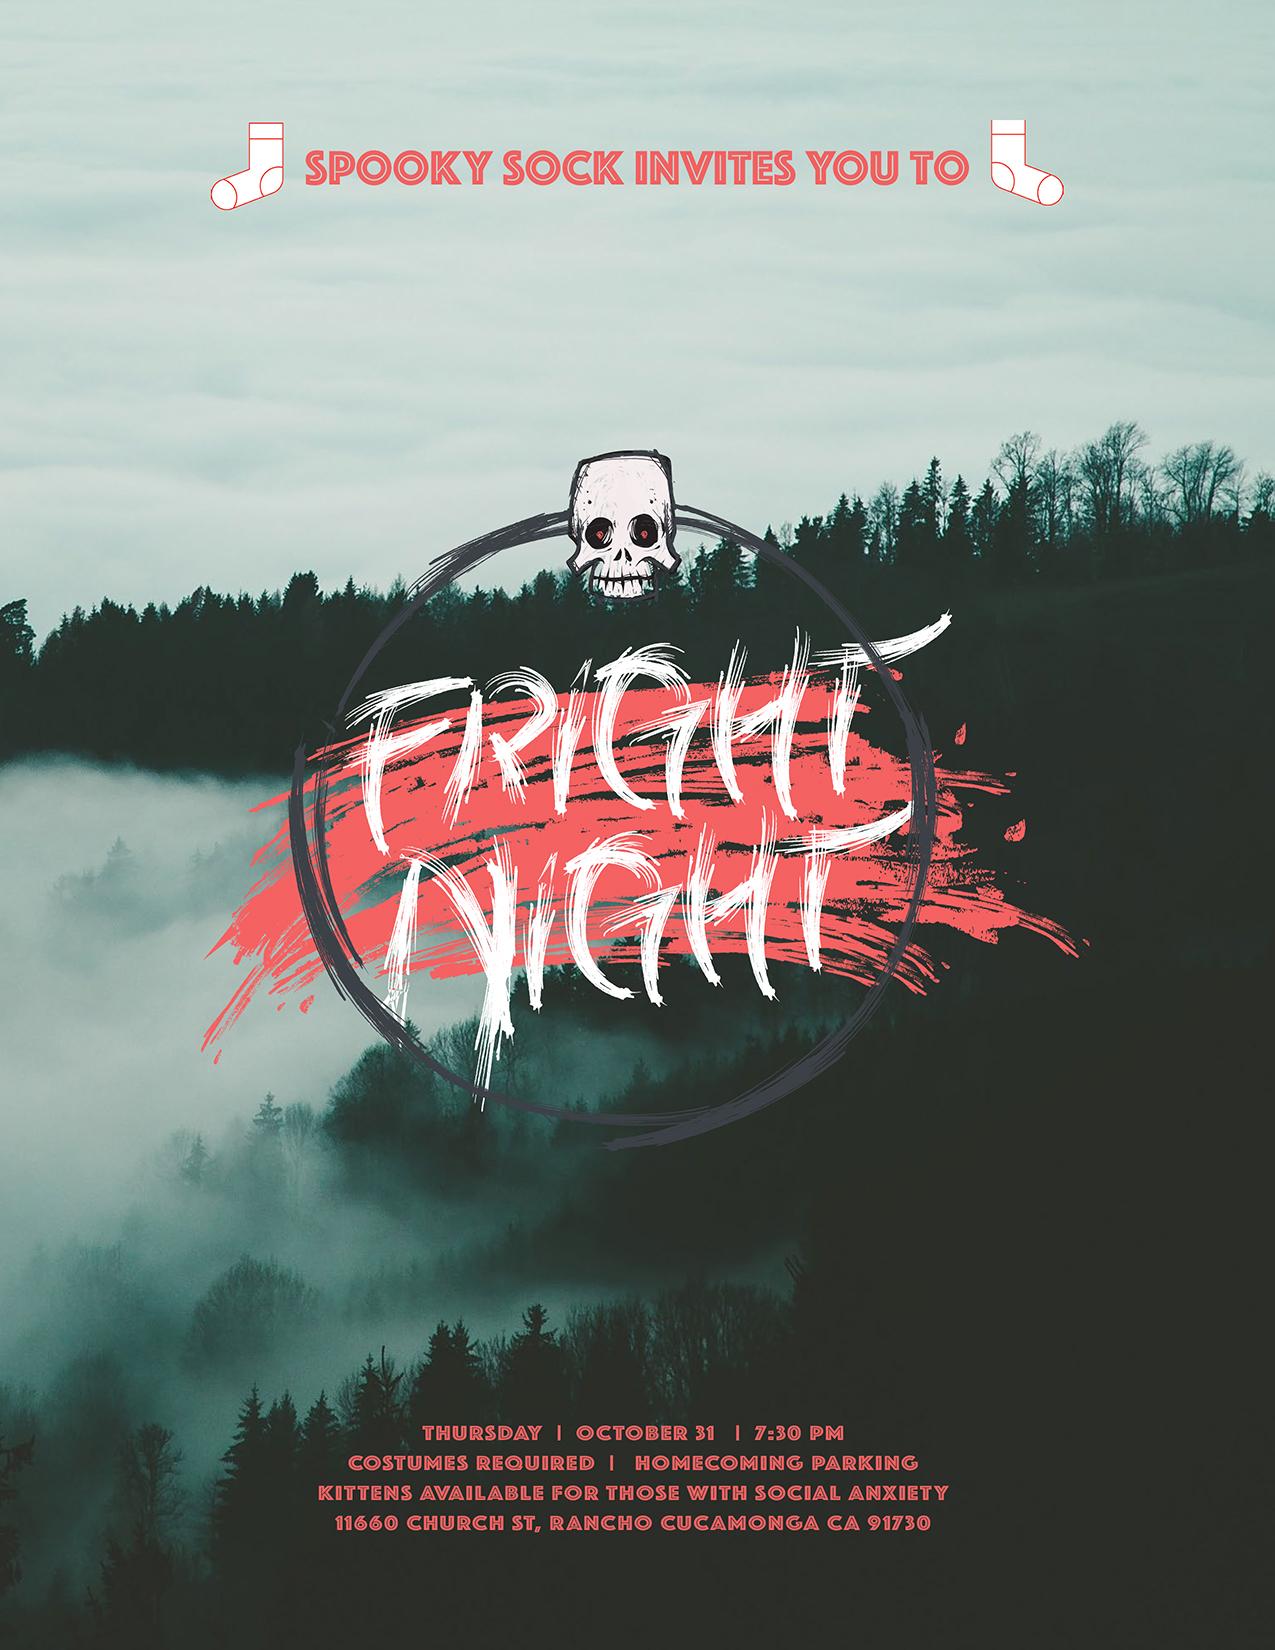 SPOOKY SOCK INVITES YOU TO
FRIGHT
NIGHT
THURSDAY | OCTOBER 31 | 7:30 PM
COSTUMES REQUIRED | HOMECOMING PARKING
KITTENS AVAILABLE FOR THOSE WITH SOCIAL ANXIETY
11660 CHURCH ST, RANCHO CUCAMONGA CA 91730